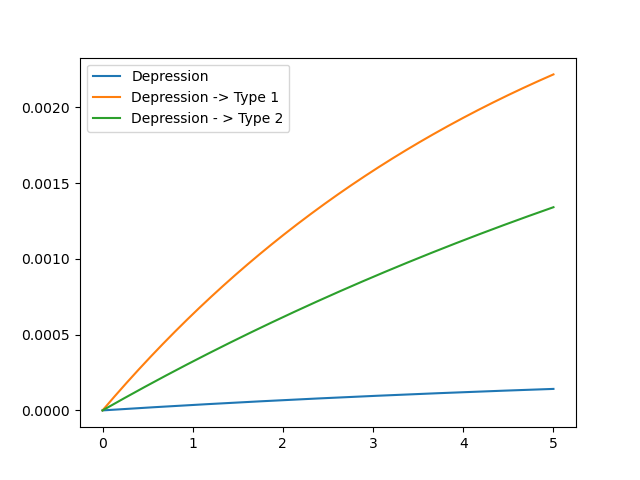 Depression
Depression -> Type 1
Depression - > Type 2
0.0020
0.0015
0.0010
0.0005
0.0000
0 1 2 3 4 5